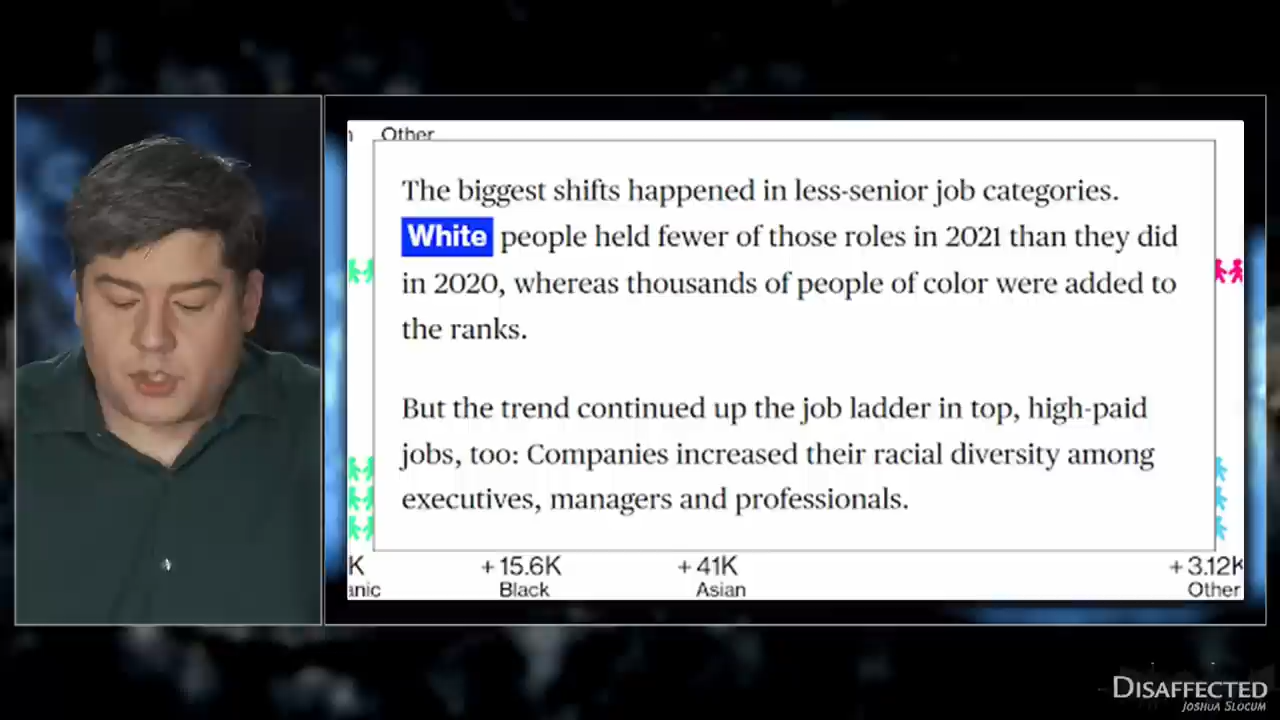 Other
The biggest shifts happened in less-senior job categories.
White people held fewer of those roles in 2021 than they did
in 2020, whereas thousands of people of color were added to
the ranks.
But the trend continued up the job ladder in top, high-paid
jobs, too: Companies increased their racial diversity among
executives, managers and professionals.
K +15.6K +41K +3.12K
anic Black Asian Other
DISAFFECTED
JOSHUA SLOCUM